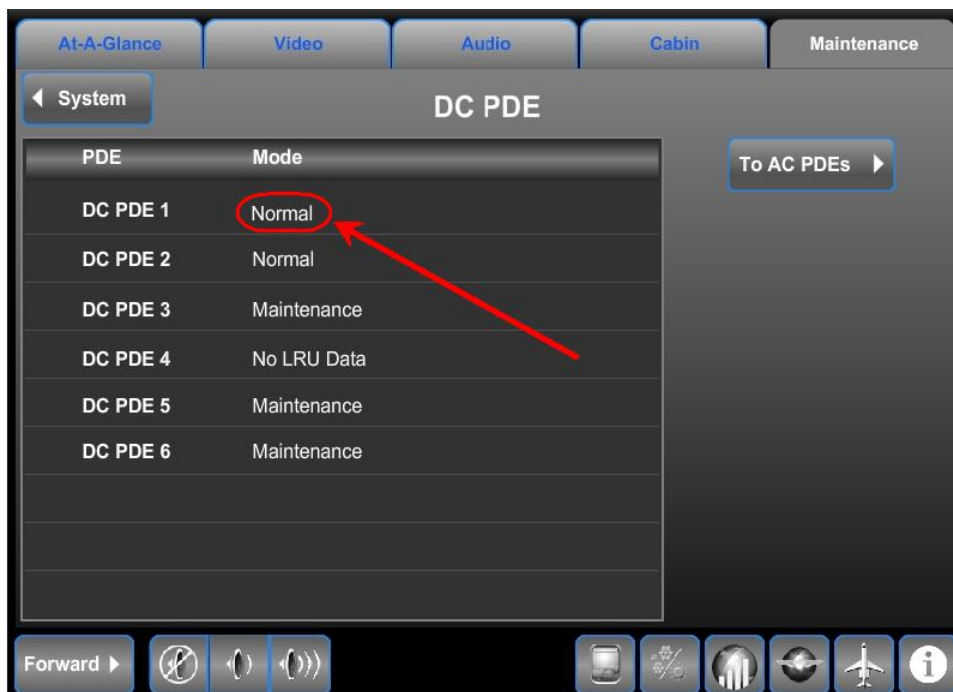 At-A-Glance Video Audio Cabin Maintenance
System
DC PDE
PDE Mode
To AC PDEs
DC PDE 1 Normal
DC PDE 2 Normal
DC PDE 3 Maintenance
DC PDE 4 No LRU Data
DC PDE 5 Maintenance
DC PDE 6 Maintenance
Forward